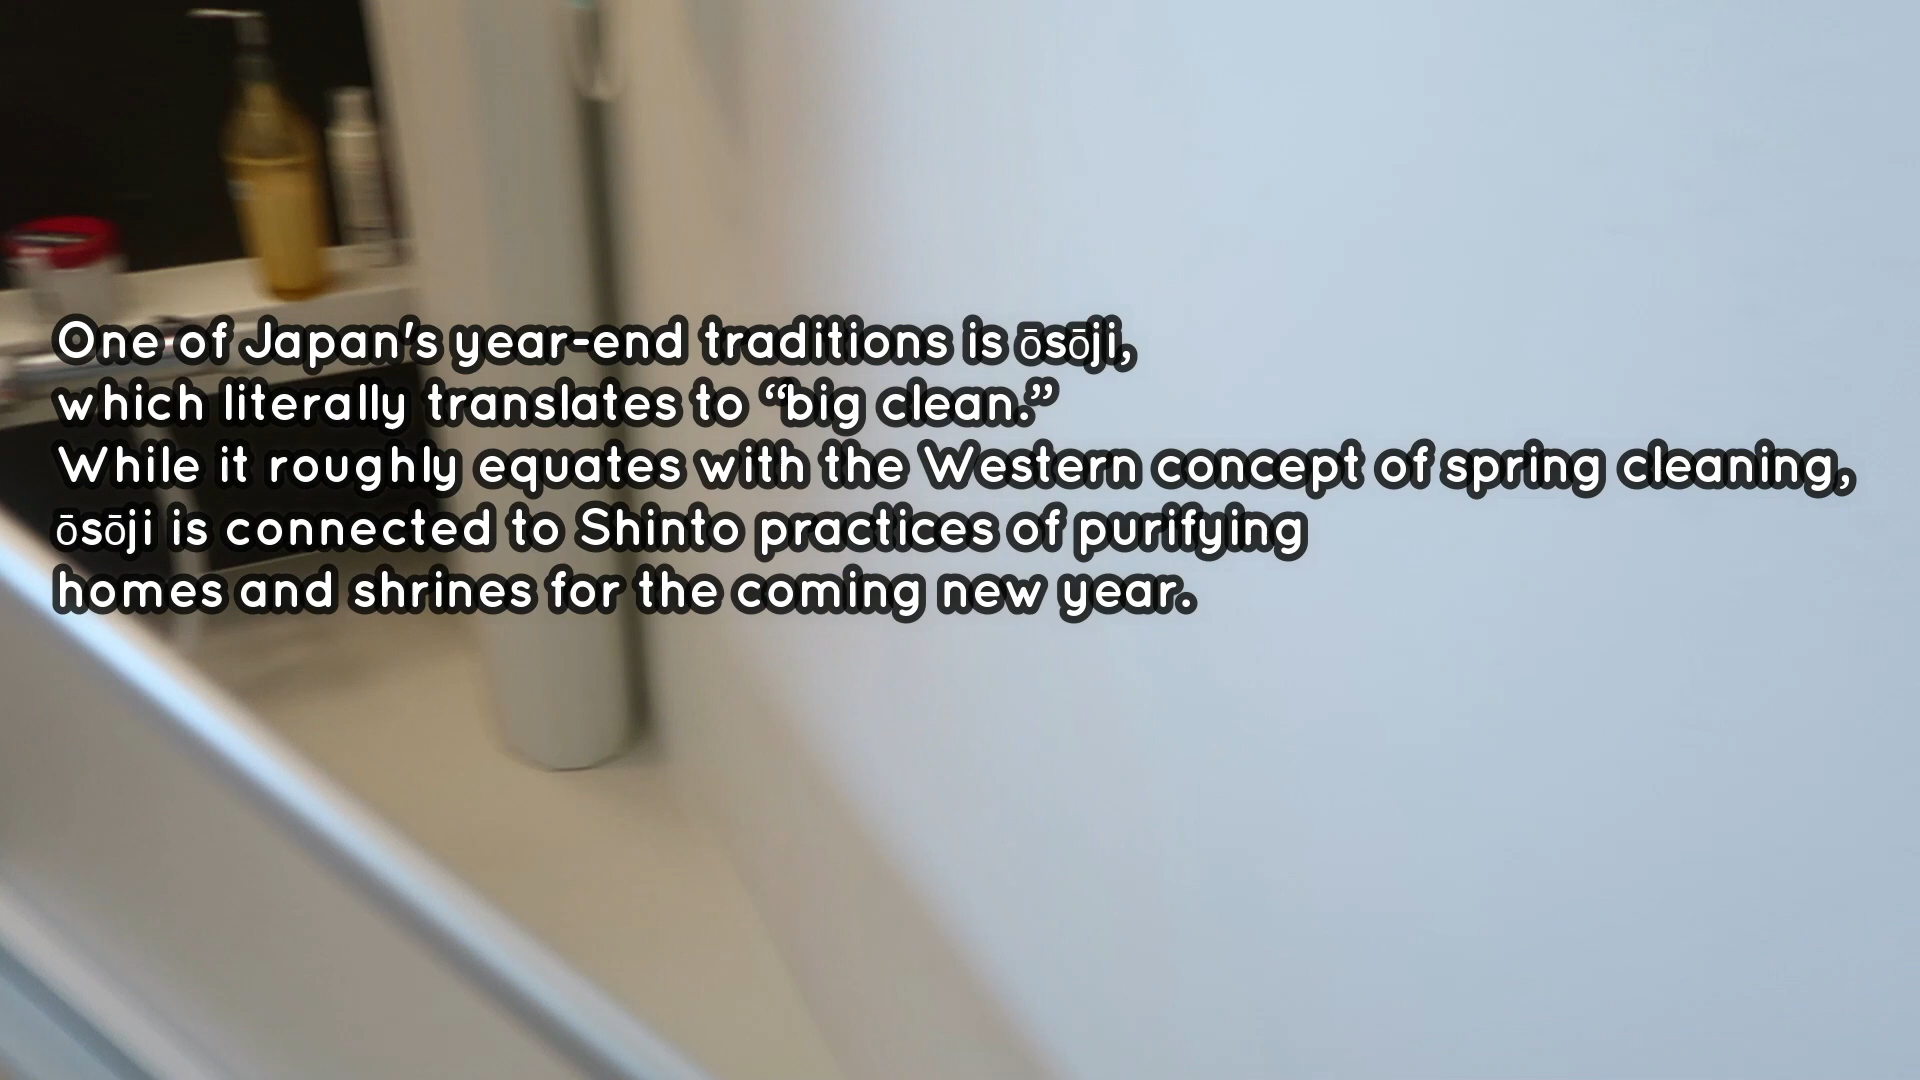 One of Japan's year-end traditions is ōsōji,
which literally translates to “big clean.”
While it roughly equates with the Western concept of spring cleaning,
ōsōji is connected to Shinto practices of purifying
homes and shrines for the coming new year.